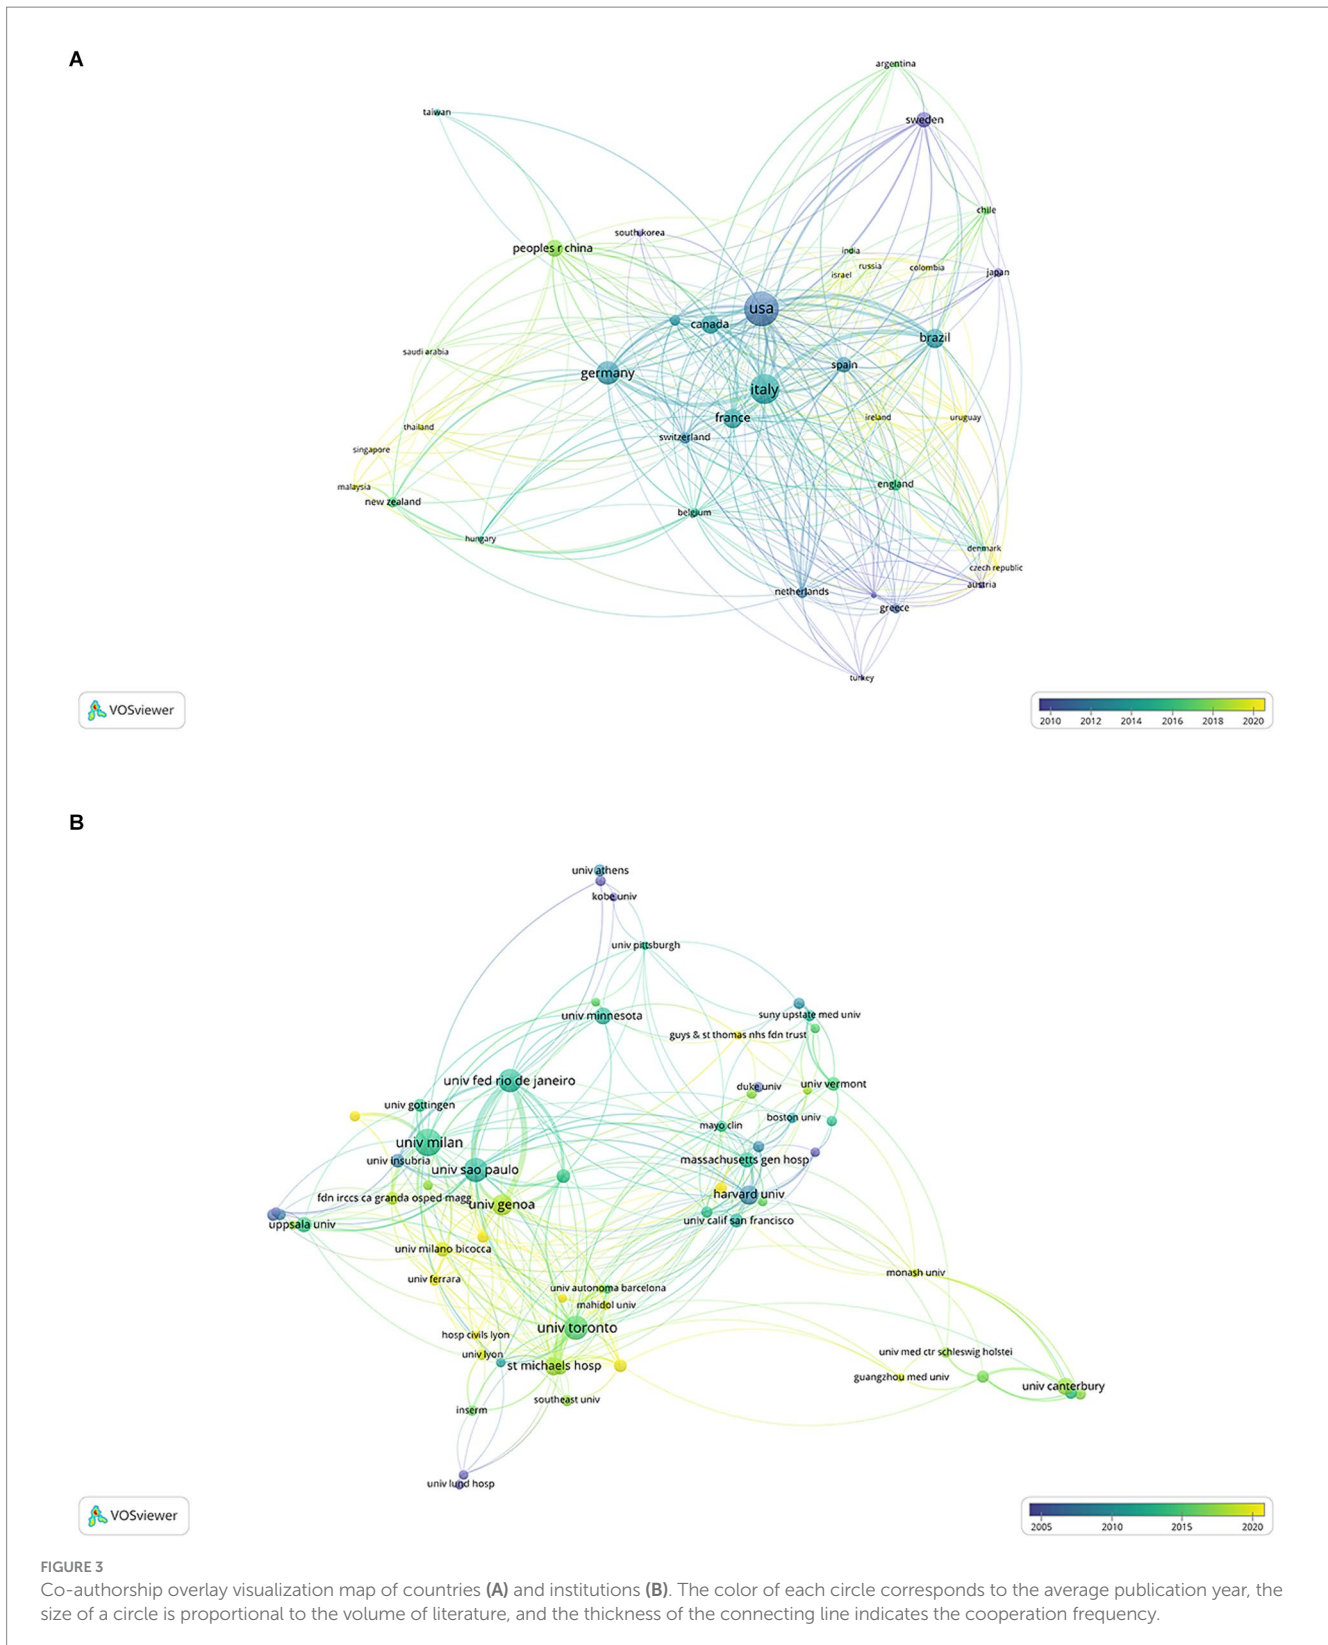 A
argentina
taiwan
sweden
chile
south korea
peoples r china
india
russia
colombia
israel
japan
usa
canada
brazil
saudi arabia
spain
germany
italy
france
ireland
uruguay
thailand
switzerland
singapore
malaysia
england
new zealand
belgium
hungary
denmark
czech republic
austria
netherlands
greece
turkey
VOSviewer
2010 2012 2014 2016 2018 2020
B
univ athens
kobe univ
univ pittsburgh
suny upstate med univ
univ minnesota
guys & st thomas nhs fdn trust
univ fed rio de janeiro
duke univ
univ vermont
univ gottingen
boston univ
mayo clin
univ milan
univ insubria
massachusetts gen hosp
univ sao paulo
fdn irccs ca granda osped magg
harvard univ
univ genoa
uppsala univ
univ calif san francisco
univ milano bicocca
monash univ
univ ferrara
univ autonoma barcelona
mahidol univ
univ toronto
hosp civils lyon
univ lyon
univ med ctr schleswig holstei
st michaels hosp
guangzhou med univ
univ canterbury
southeast univ
inserm
univ lund hosp
VOSviewer
2005 2010 2015 2020
FIGURE 3
Co-authorship overlay visualization map of countries (A) and institutions (B). The color of each circle corresponds to the average publication year, the
size of a circle is proportional to the volume of literature, and the thickness of the connecting line indicates the cooperation frequency.